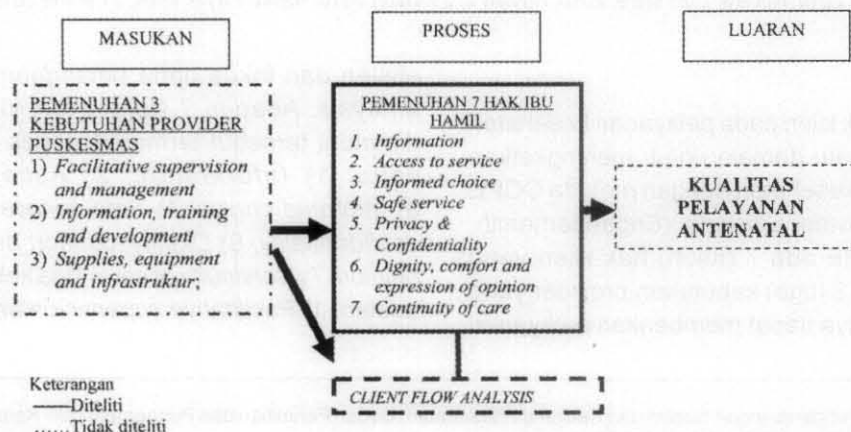 MASUKAN
PROSES
LUARAN
PEMENUHAN 3
KEBUTUHAN PROVIDER
PUSKESMAS
1) Facilitative supervision
and management
2) Information, training
and development
3) Supplies, equipment
and infrastruktur;
PEMENUHAN 7 HAK IBU
HAMIL
1. Information
2. Access to service
3. Informed choice
4. Safe service
5. Privacy &
Confidentiality
6. Dignity, comfort and
expression of opinion
7. Continuity of care
KUALITAS
PELAYANAN
ANTENATAL
CLIENT FLOW ANALYSIS
Keterangan
——Diteliti
......Tidak diteliti